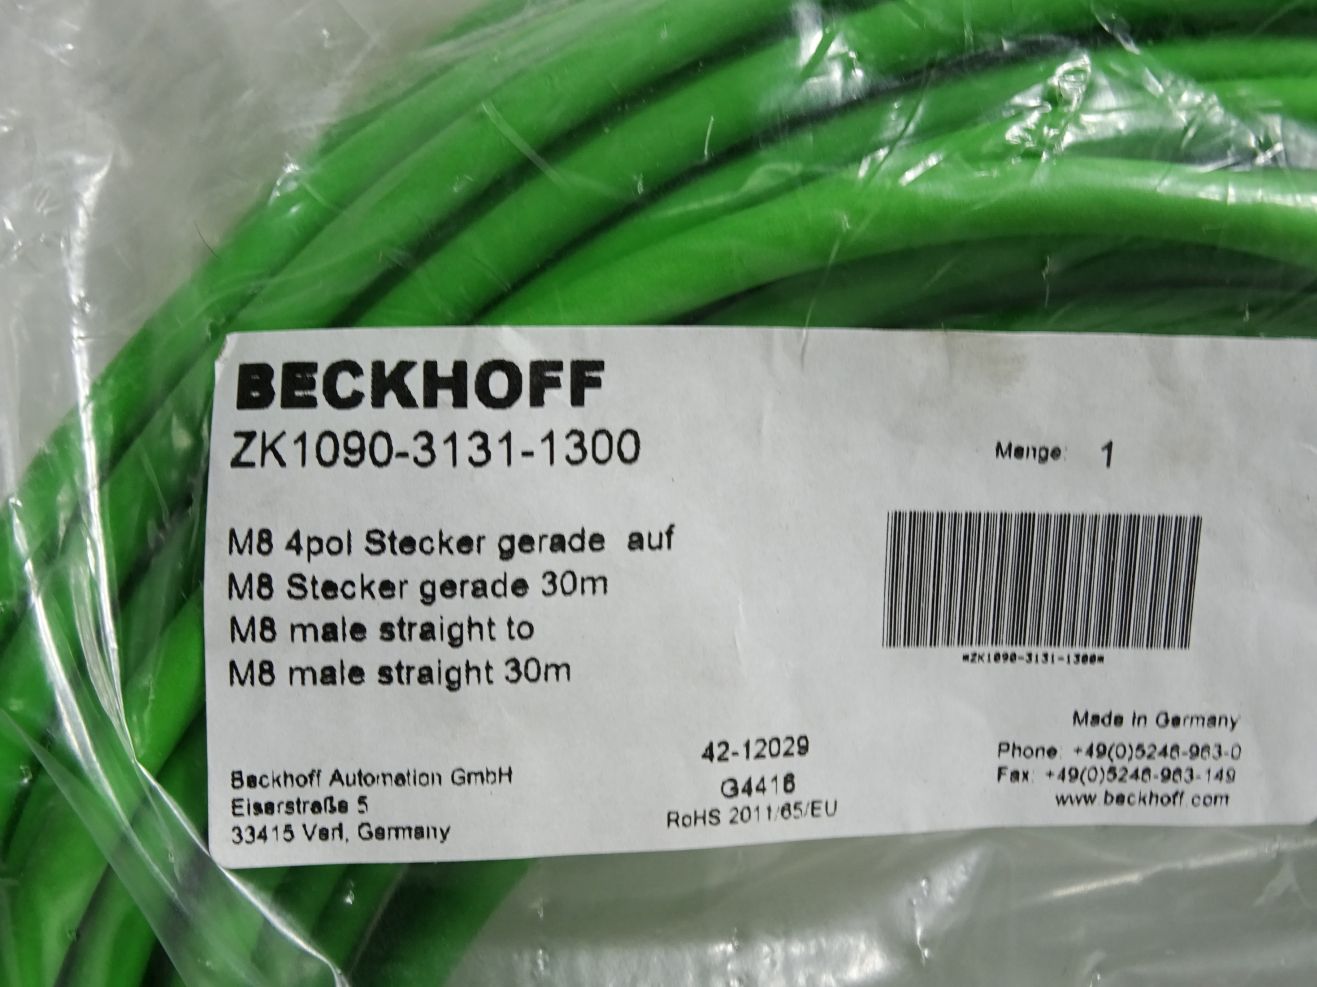 BECKHOFF
ZK1090-3131-1300
Menge: 1
M8 4pol Stecker gerade auf
M8 Stecker gerade 30m
M8 male straight to
M8 male straight 30m
*ZK1090-3131-1300*
Made in Germany
Phone: +49(0)5246-963-0
Fax: +49(0)5246-963-149
www.beckhoff.com
42-12029
G4416
RoHS 2011/65/EU
Beckhoff Automation GmbH
Eiserstraße 5
33415 Verl, Germany